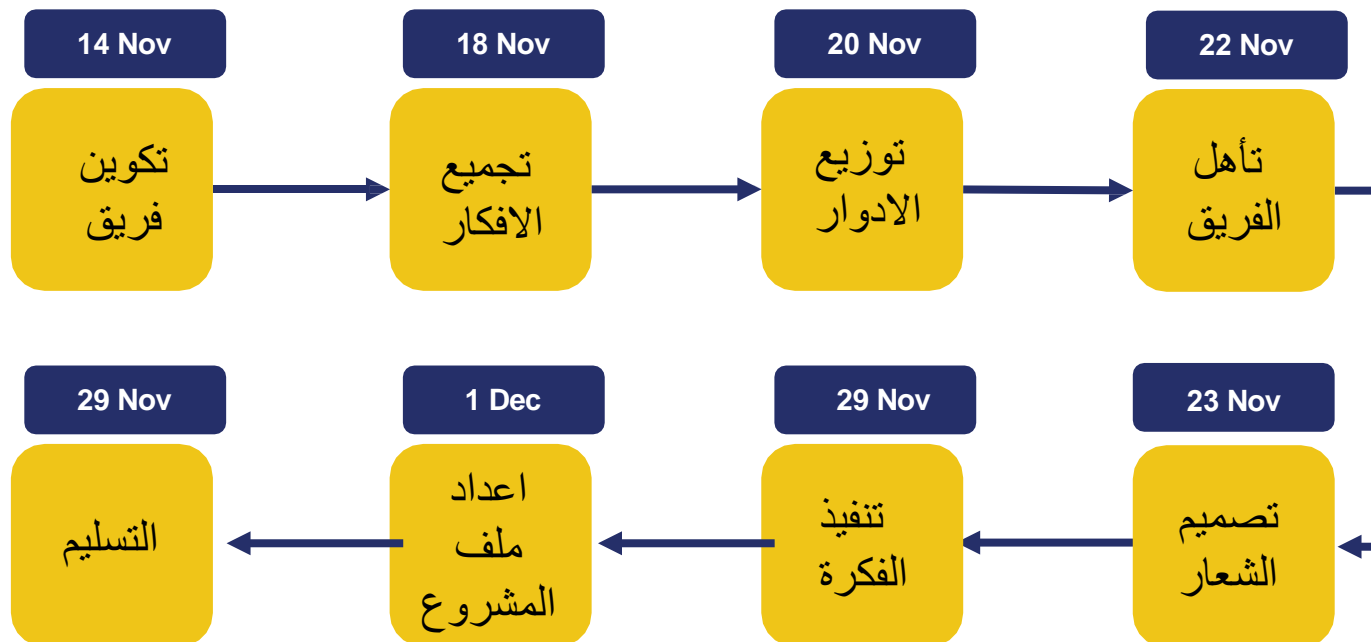 14 Nov
تكوين
فريق
18 Nov
تجميع
الافكار
20 Nov
توزيع
الادوار
22 Nov
تأهل
الفريق
23 Nov
تصميم
الشعار
29 Nov
تنفيذ
الفكرة
1 Dec
اعداد
ملف
المشروع
29 Nov
التسليم